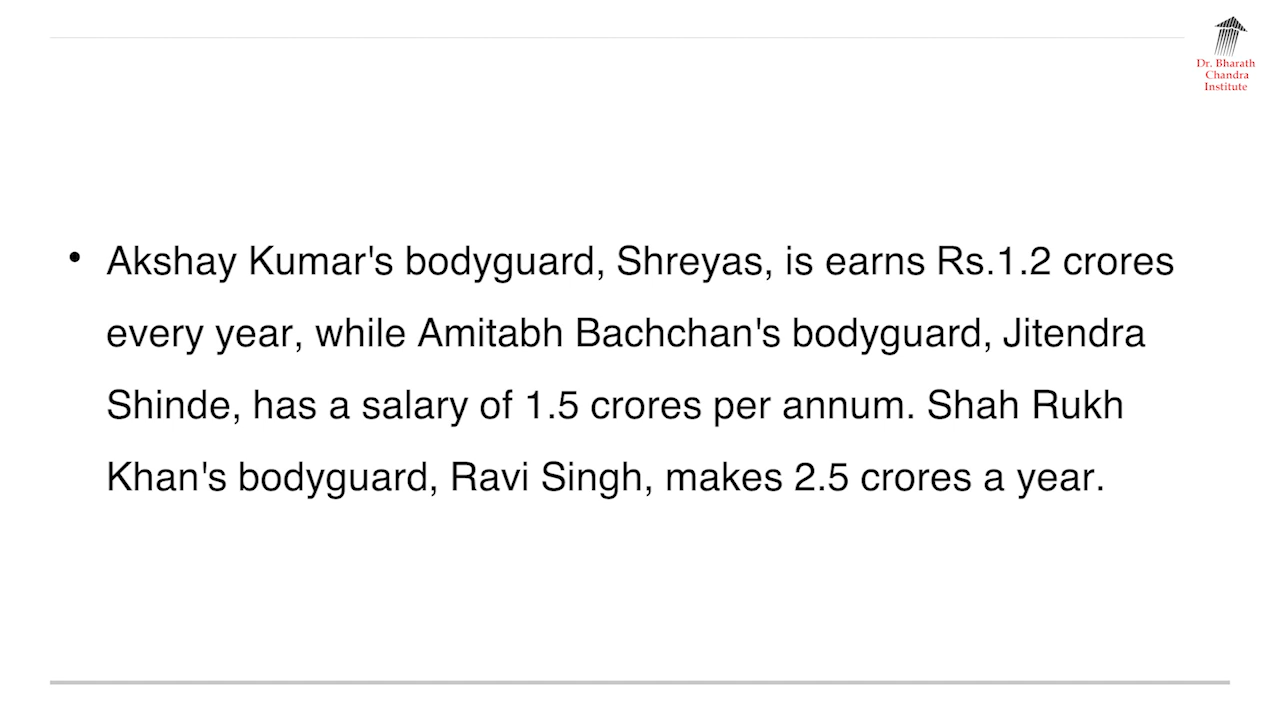 Dr. Bharath
Chandra
Institute
• Akshay Kumar's bodyguard, Shreyas, is earns Rs.1.2 crores
every year, while Amitabh Bachchan's bodyguard, Jitendra
Shinde, has a salary of 1.5 crores per annum. Shah Rukh
Khan's bodyguard, Ravi Singh, makes 2.5 crores a year.